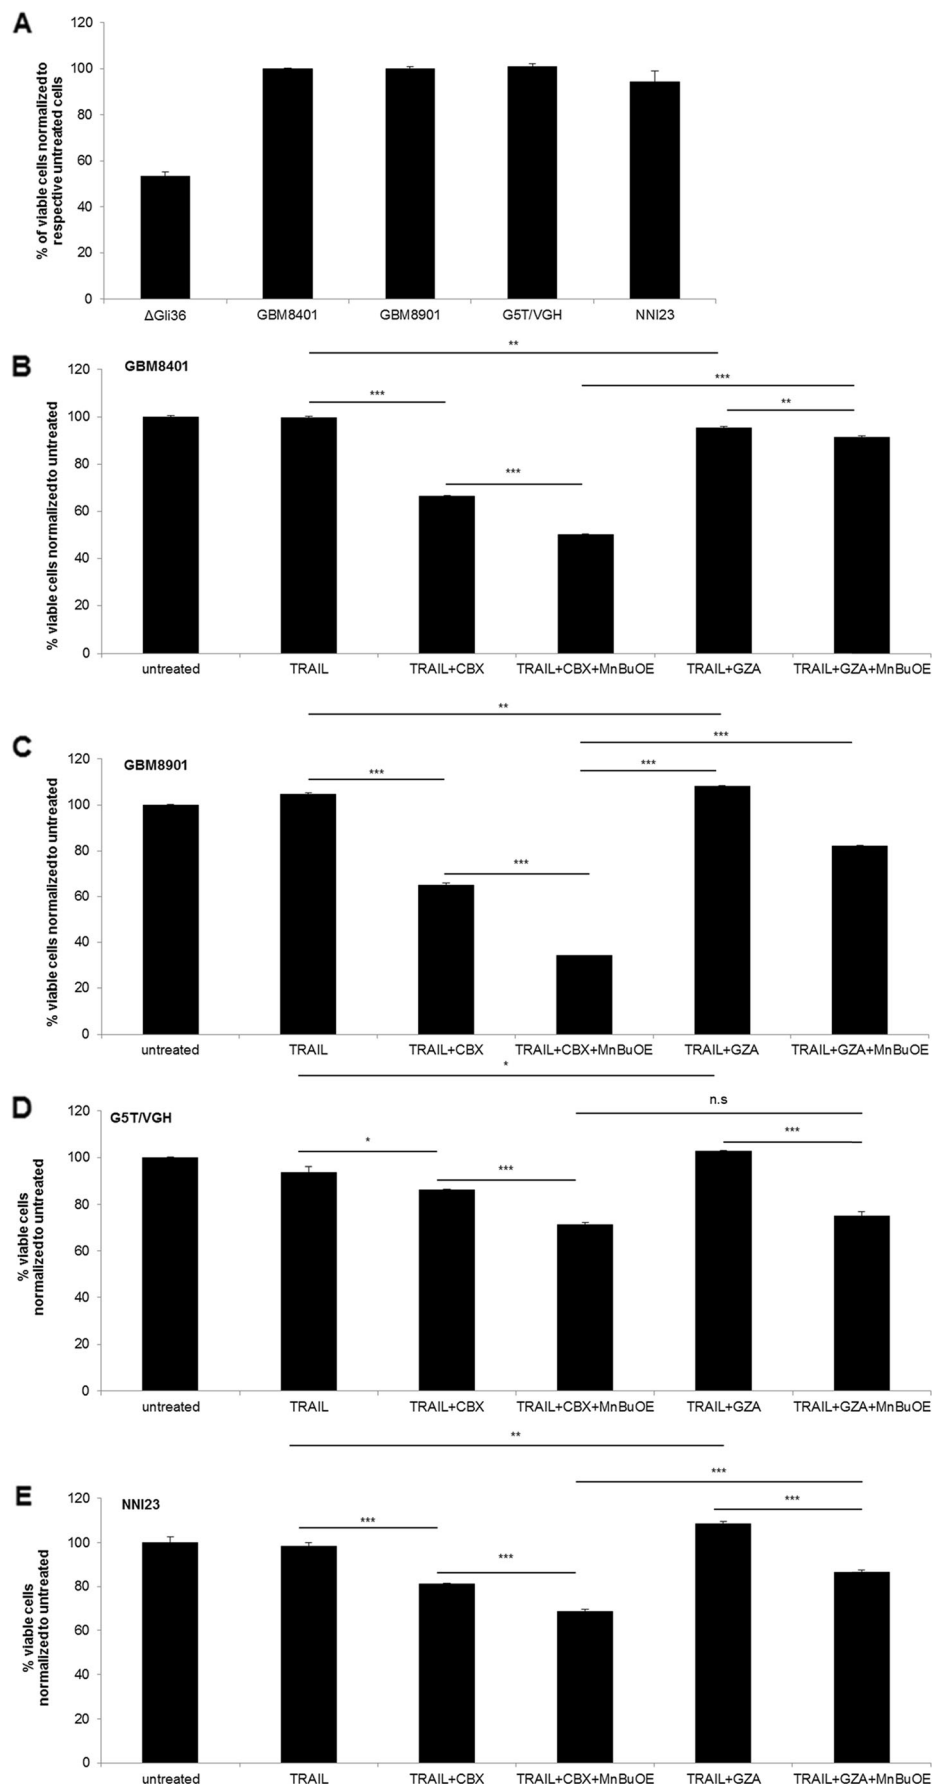 A
% of viable cells normalized to
respective untreated cells
120
100
80
60
40
20
0
ΔGli36 GBM8401 GBM8901 G5T/VGH NNI23
B
GBM8401
% viable cells normalized to untreated
**
***
***
**
***
120
100
80
60
40
20
0
untreated TRAIL TRAIL+CBX TRAIL+CBX+MnBuOE TRAIL+GZA TRAIL+GZA+MnBuOE
C
GBM8901
% viable cells normalized to untreated
**
***
***
***
***
120
100
80
60
40
20
0
untreated TRAIL TRAIL+CBX TRAIL+CBX+MnBuOE TRAIL+GZA TRAIL+GZA+MnBuOE
D
G5T/VGH
% viable cells
normalized to untreated
*
n.s
***
*
***
120
100
80
60
40
20
0
untreated TRAIL TRAIL+CBX TRAIL+CBX+MnBuOE TRAIL+GZA TRAIL+GZA+MnBuOE
E
NNI23
% viable cells
normalized to untreated
**
***
***
***
***
120
100
80
60
40
20
0
untreated TRAIL TRAIL+CBX TRAIL+CBX+MnBuOE TRAIL+GZA TRAIL+GZA+MnBuOE